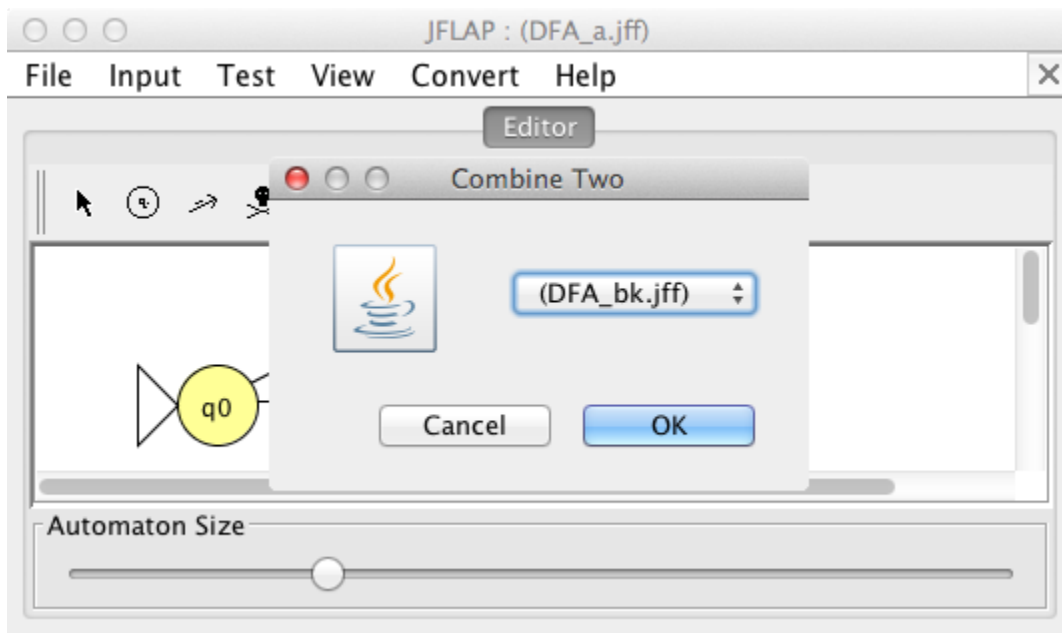 JFLAP : (DFA_a.jff)
File Input Test View Convert Help
Editor
Combine Two
(DFA_bk.jff)
q0
Cancel OK
Automaton Size